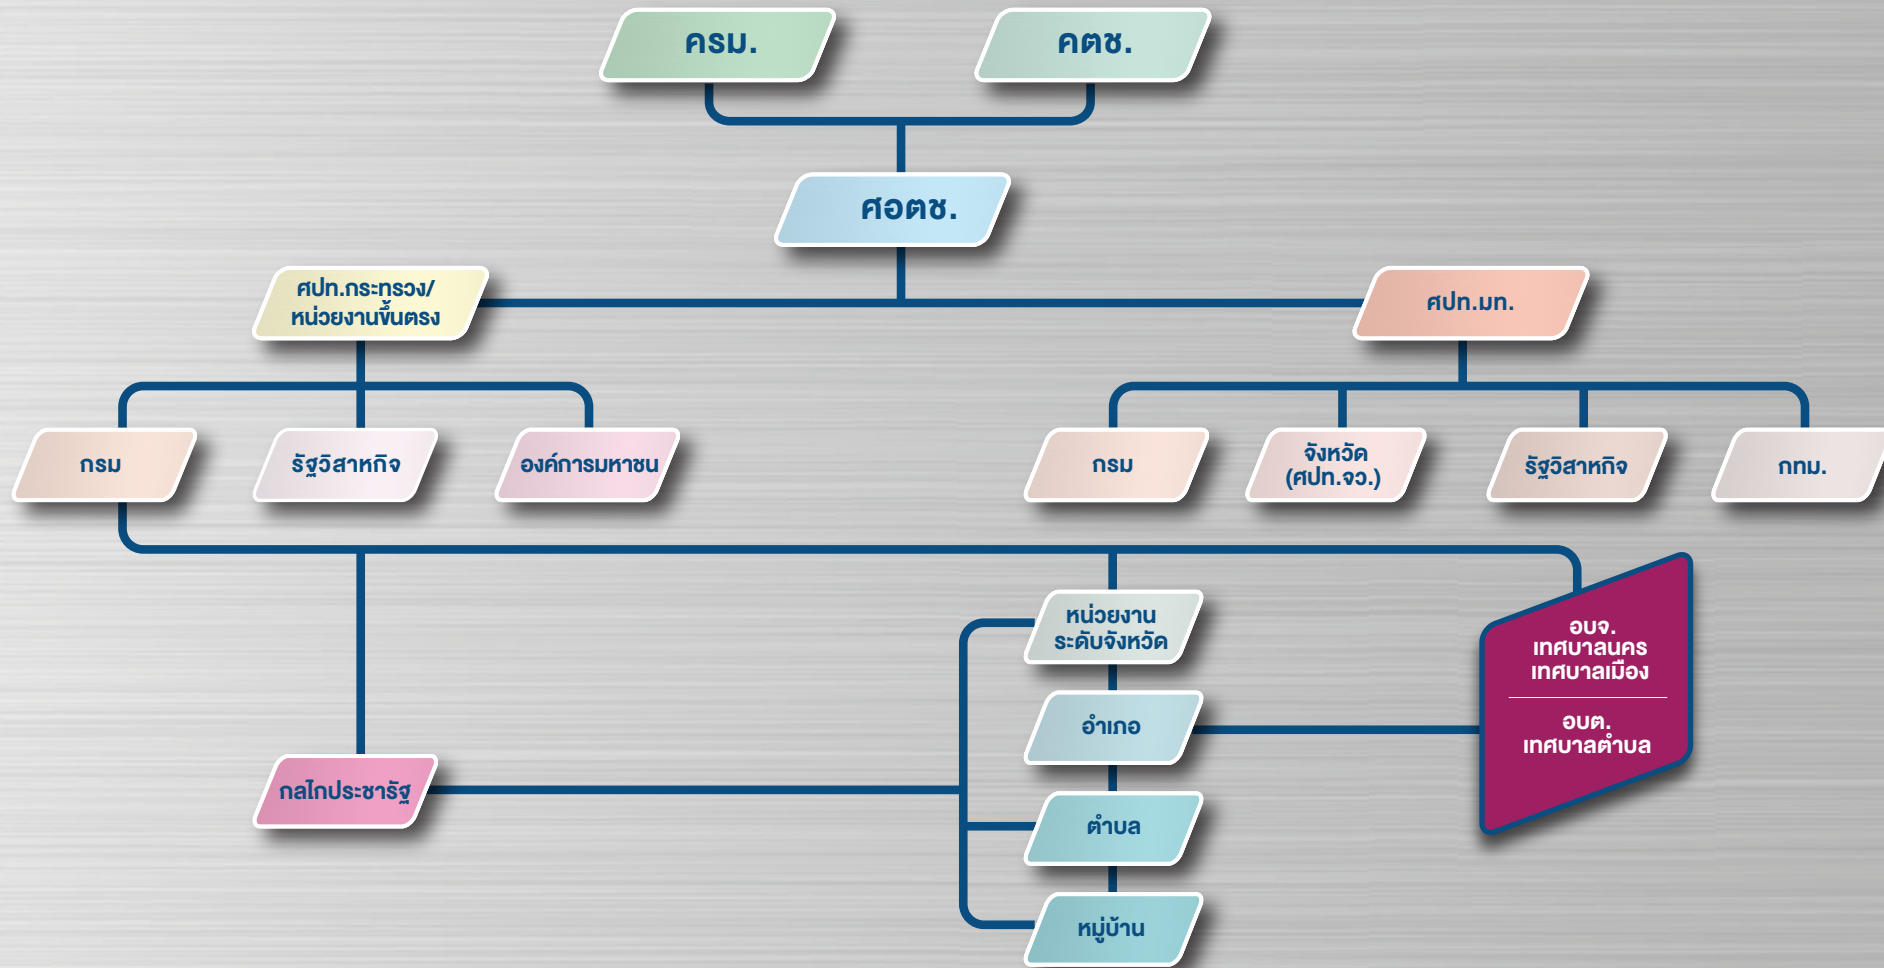 ครม.
คตช.
ศอตช.
ศปท.กระทรวง/
หน่วยงานขึ้นตรง
ศปท.มท.
กรม
รัฐวิสาหกิจ
องค์การมหาชน
กรม
จังหวัด
(ศปท.จว.)
รัฐวิสาหกิจ
กทม.
หน่วยงาน
ระดับจังหวัด
อบจ.
เทศบาลนคร
เทศบาลเมือง
อบต.
เทศบาลตำบล
อำเภอ
กลไกประชารัฐ
ตำบล
หมู่บ้าน